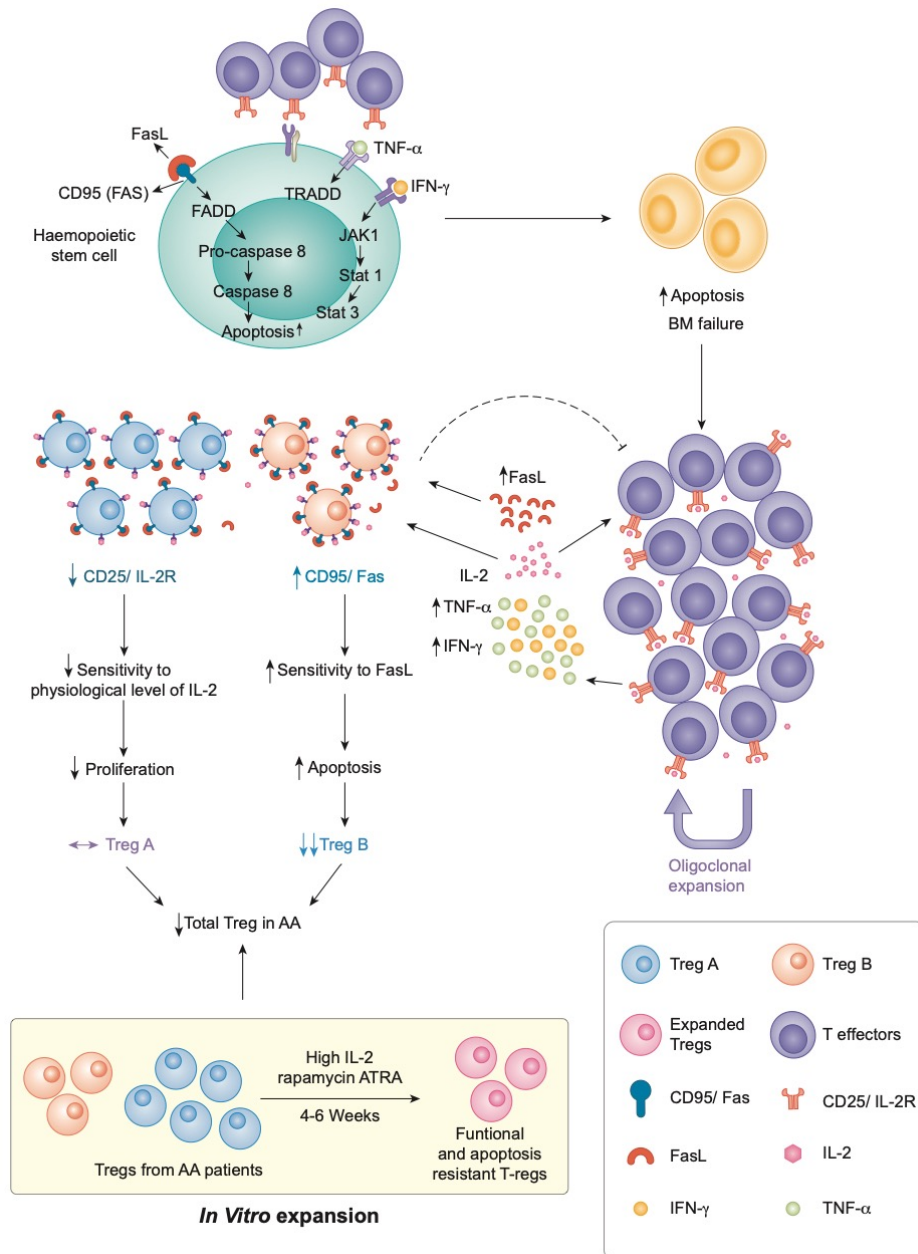 FasL
TNF-α
CD95 (FAS)
IFN-γ
TRADD
FADD
JAK1
Haemopoietic
stem cell
Pro-caspase 8
Stat 1
Caspase 8
Stat 3
Apoptosis↑
↑ Apoptosis
BM failure
↑FasL
IL-2
↑TNF-α
↑IFN-γ
↓ CD25/ IL-2R
↑ CD95/ Fas
↓ Sensitivity to
physiological level of IL-2
↑ Sensitivity to FasL
↓ Proliferation
↑ Apoptosis
↔ Treg A
↓↓ Treg B
↓Total Treg in AA
Oligoclonal
expansion
High IL-2
rapamycin ATRA
4-6 Weeks
Tregs from AA patients
Funtional
and apoptosis
resistant T-regs
In Vitro expansion
Treg A
Treg B
Expanded
Tregs
T effectors
CD95/ Fas
CD25/ IL-2R
FasL
IL-2
IFN-γ
TNF-α